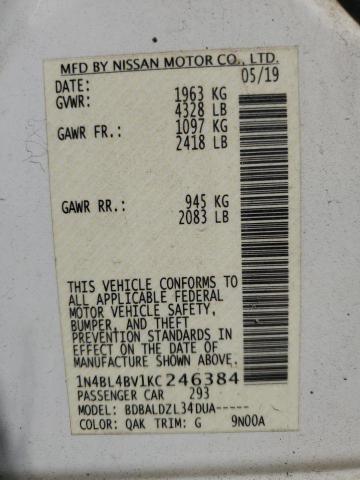 MFD BY NISSAN MOTOR CO., LTD.
DATE: 05/19
GVWR: 1963 KG
4328 LB
GAWR FR.: 1097 KG
2418 LB
GAWR RR.: 945 KG
2083 LB
THIS VEHICLE CONFORMS TO
ALL APPLICABLE FEDERAL
MOTOR VEHICLE SAFETY,
BUMPER, AND THEFT
PREVENTION STANDARDS IN
EFFECT ON THE DATE OF
MANUFACTURE SHOWN ABOVE.
1N4BL4BV1KC246384
PASSENGER CAR 293
MODEL: BDBALDZL34DUA-----
COLOR: QAK TRIM: G 9N00A